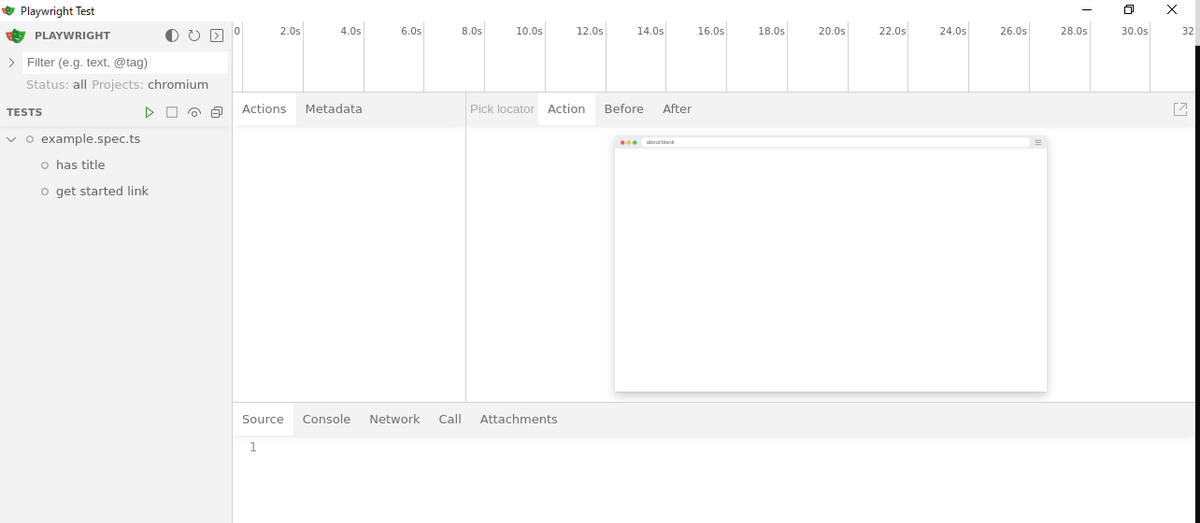 Playwright Test
PLAYWRIGHT
Filter (e.g. text, @tag)
Status: all Projects: chromium
TESTS
example.spec.ts
has title
get started link
0 2.0s 4.0s 6.0s 8.0s 10.0s 12.0s 14.0s 16.0s 18.0s 20.0s 22.0s 24.0s 26.0s 28.0s 30.0s 32
Actions Metadata
Pick locator Action Before After
about:blank
Source Console Network Call Attachments
1